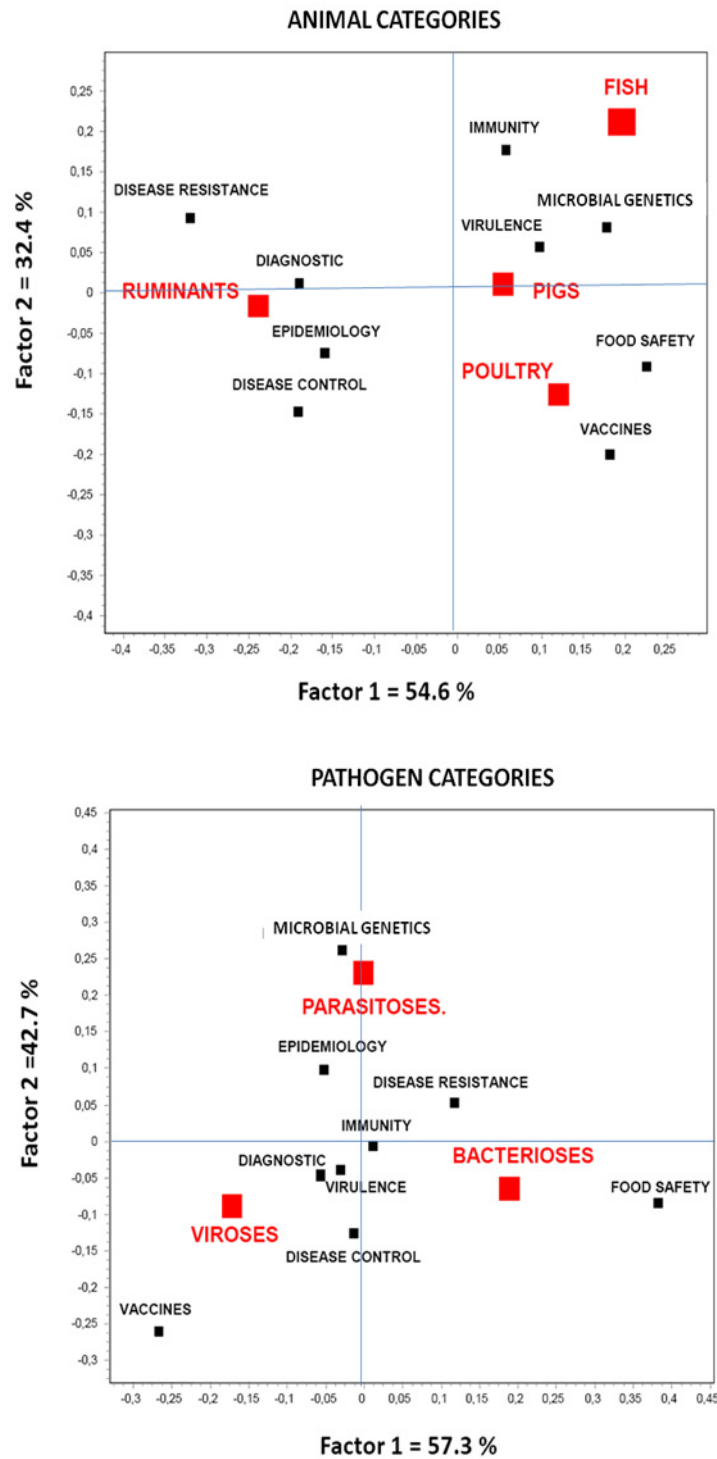 ANIMAL CATEGORIES
0,25
0,2
0,15
0,1
0,05
0
-0,05
-0,1
-0,15
-0,2
-0,25
-0,3
-0,35
-0,4
Factor 2 = 32.4 %
FISH
IMMUNITY
DISEASE RESISTANCE
MICROBIAL GENETICS
VIRULENCE
DIAGNOSTIC
RUMINANTS
PIGS
EPIDEMIOLOGY
FOOD SAFETY
DISEASE CONTROL
POULTRY
VACCINES
-0,4 -0,35 -0,3 -0,25 -0,2 -0,15 -0,1 -0,05 0 0,05 0,1 0,15 0,2 0,25
Factor 1 = 54.6 %
PATHOGEN CATEGORIES
0,45
0,4
0,35
0,3
0,25
0,2
0,15
0,1
0,05
0
-0,05
-0,1
-0,15
-0,2
-0,25
-0,3
Factor 2 =42.7 %
MICROBIAL GENETICS
PARASITOSES.
EPIDEMIOLOGY
DISEASE RESISTANCE
IMMUNITY
DIAGNOSTIC
BACTERIOSES
VIRULENCE
FOOD SAFETY
VIROSES
DISEASE CONTROL
VACCINES
-0,3 -0,25 -0,2 -0,15 -0,1 -0,05 0 0,05 0,1 0,15 0,2 0,25 0,3 0,35 0,4 0,45
Factor 1 = 57.3 %